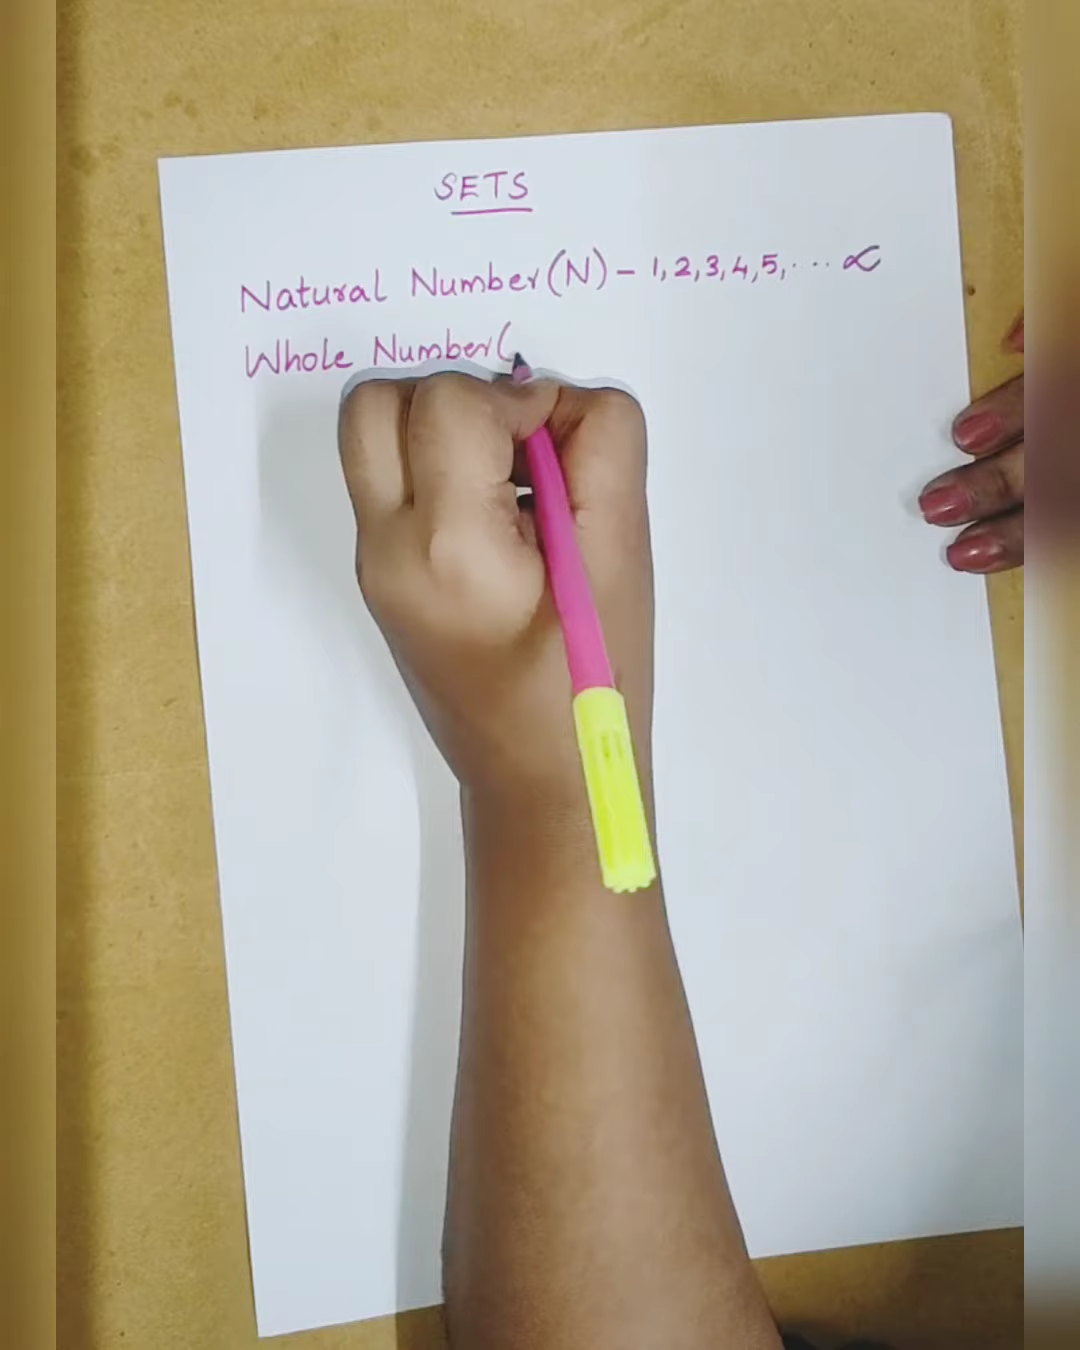 SETS
Natural Number(N) - 1,2,3,4,5,... ∝
Whole Number(